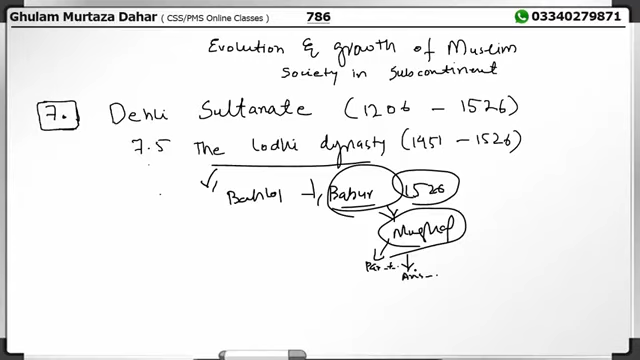 Ghulam Murtaza Dahar ( CSS/PMS Online Classes ) 786 03340279871
Evolution & growth of Muslim
Society in Subcontinent
7. Dehli Sultanate (1206 - 1526)
7.5 The lodhi dynasty (1451 - 1526)
Bahlol Babur 1526
Mughal